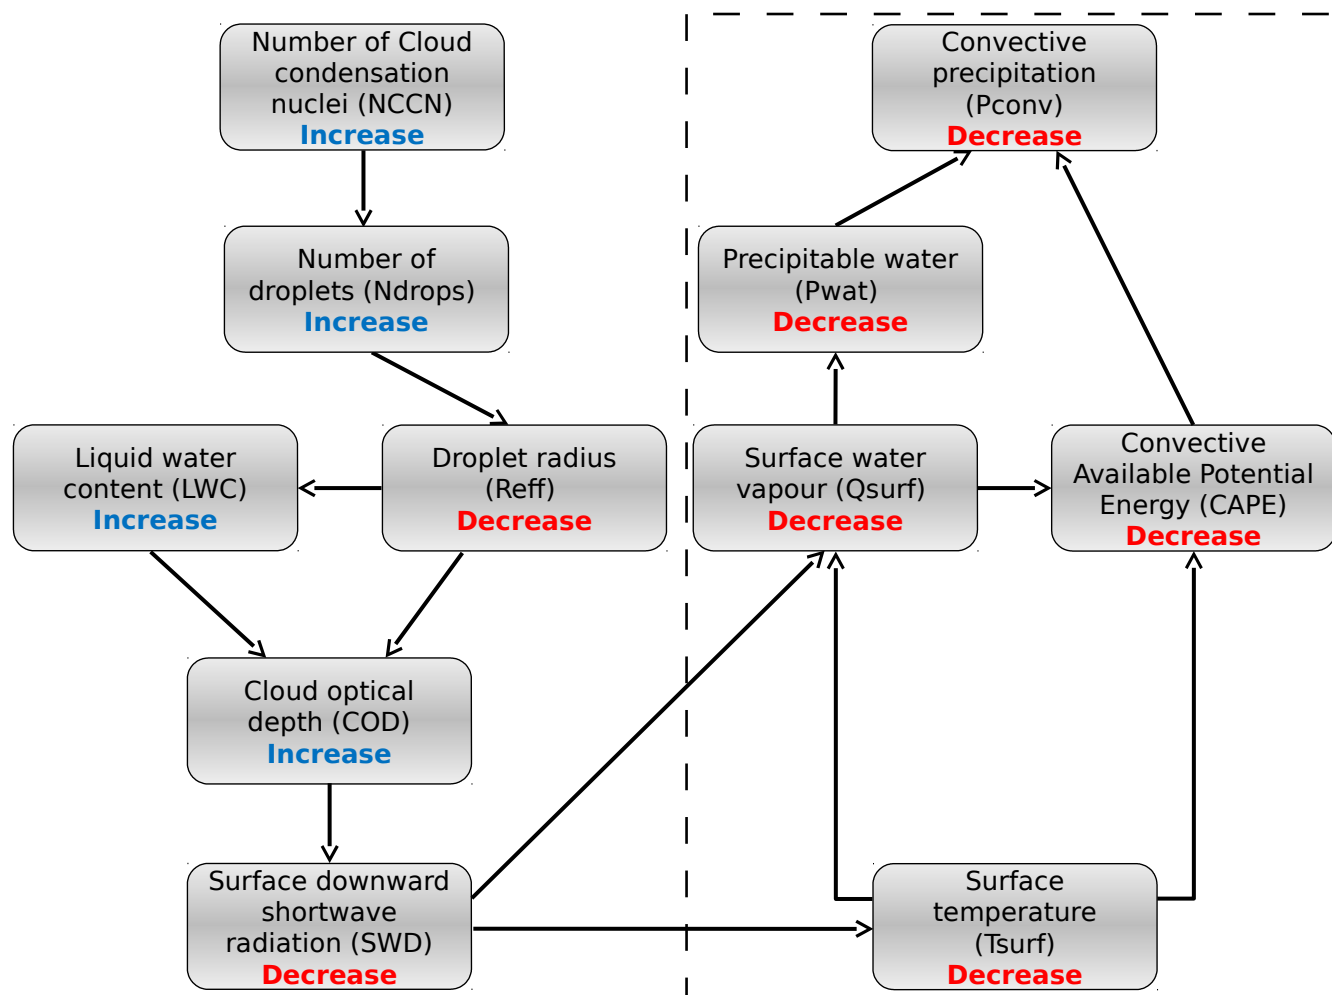 Number of Cloud
condensation
nuclei (NCCN)
Increase
Number of
droplets (Ndrops)
Increase
Liquid water
content (LWC)
Increase
Droplet radius
(Reff)
Decrease
Cloud optical
depth (COD)
Increase
Surface downward
shortwave
radiation (SWD)
Decrease
Convective
precipitation
(Pconv)
Decrease
Precipitable water
(Pwat)
Decrease
Surface water
vapour (Qsurf)
Decrease
Convective
Available Potential
Energy (CAPE)
Decrease
Surface
temperature
(Tsurf)
Decrease